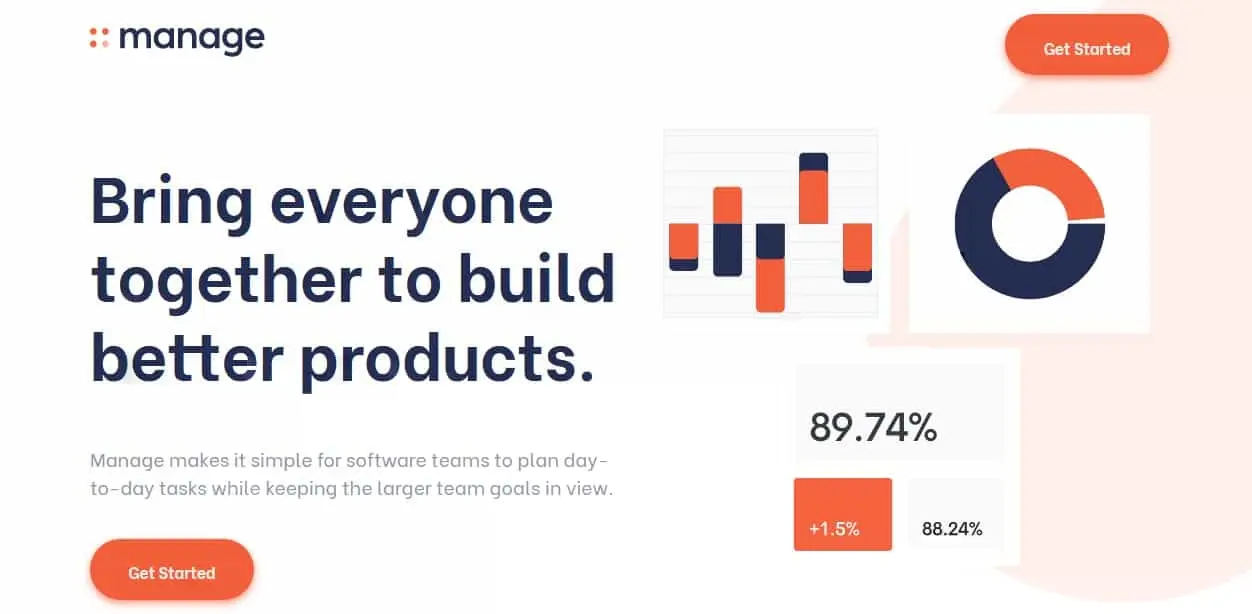 manage
Get Started
Bring everyone
together to build
better products.
Manage makes it simple for software teams to plan day-
to-day tasks while keeping the larger team goals in view.
Get Started
89.74%
+1.5%
88.24%